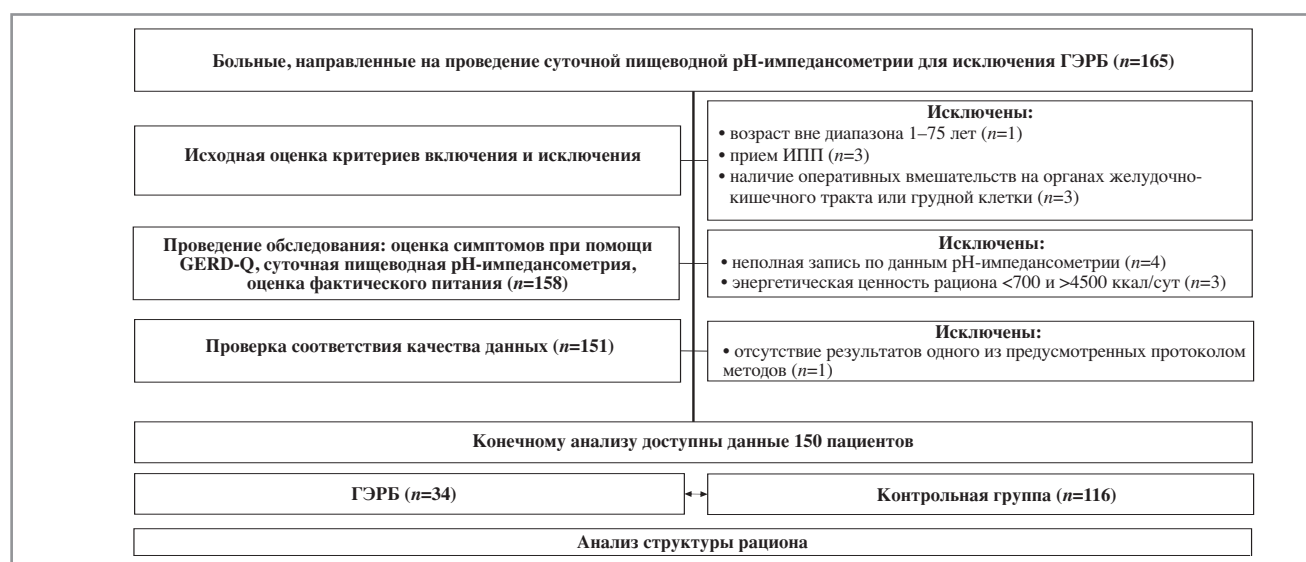 Больные, направленные на проведение суточной пищеводной pH-импедансометрии для исключения ГЭРБ (n=165)
Исходная оценка критериев включения и исключения
Исключены:
• возраст вне диапазона 1–75 лет (n=1)
• прием ИПП (n=3)
• наличие оперативных вмешательств на органах желудочно-
кишечного тракта или грудной клетки (n=3)
Проведение обследования: оценка симптомов при помощи
GERD-Q, суточная пищеводная pH-импедансометрия,
оценка фактического питания (n=158)
Исключены:
• неполная запись по данным pH-импедансометрии (n=4)
• энергетическая ценность рациона <700 и >4500 ккал/сут (n=3)
Проверка соответствия качества данных (n=151)
Исключены:
• отсутствие результатов одного из предусмотренных протоколом
методов (n=1)
Конечному анализу доступны данные 150 пациентов
ГЭРБ (n=34)
Контрольная группа (n=116)
Анализ структуры рациона